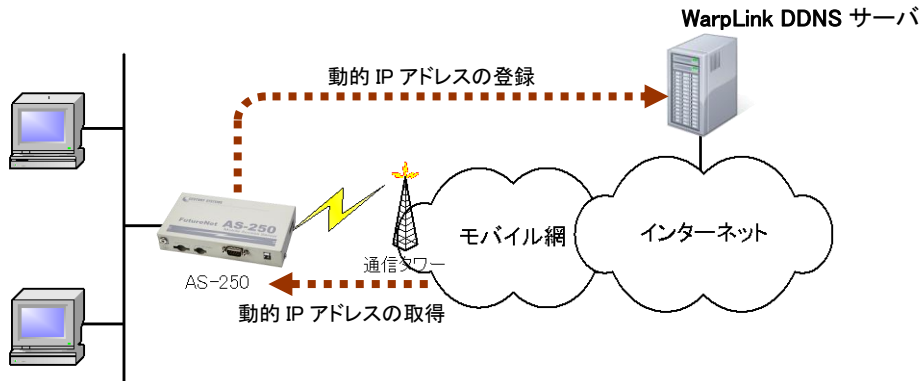 WarpLink DDNS サーバ
動的 IP アドレスの登録
FutureNet AS-250
モバイル網
インターネット
通信タワー
AS-250
動的 IP アドレスの取得